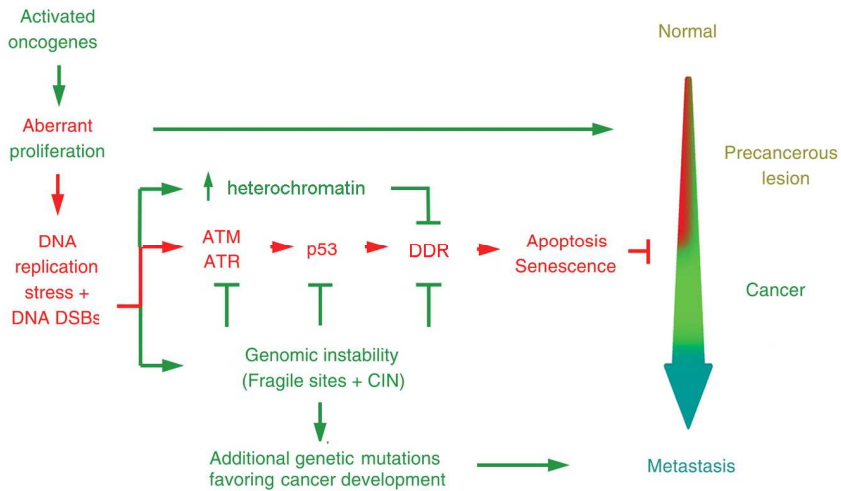 Activated
oncogenes
Normal
Aberrant
proliferation
Precancerous
lesion
heterochromatin
DNA
replication
stress +
DNA DSBs
ATM
ATR
p53
DDR
Apoptosis
Senescence
Cancer
Genomic instability
(Fragile sites + CIN)
Additional genetic mutations
favoring cancer development
Metastasis